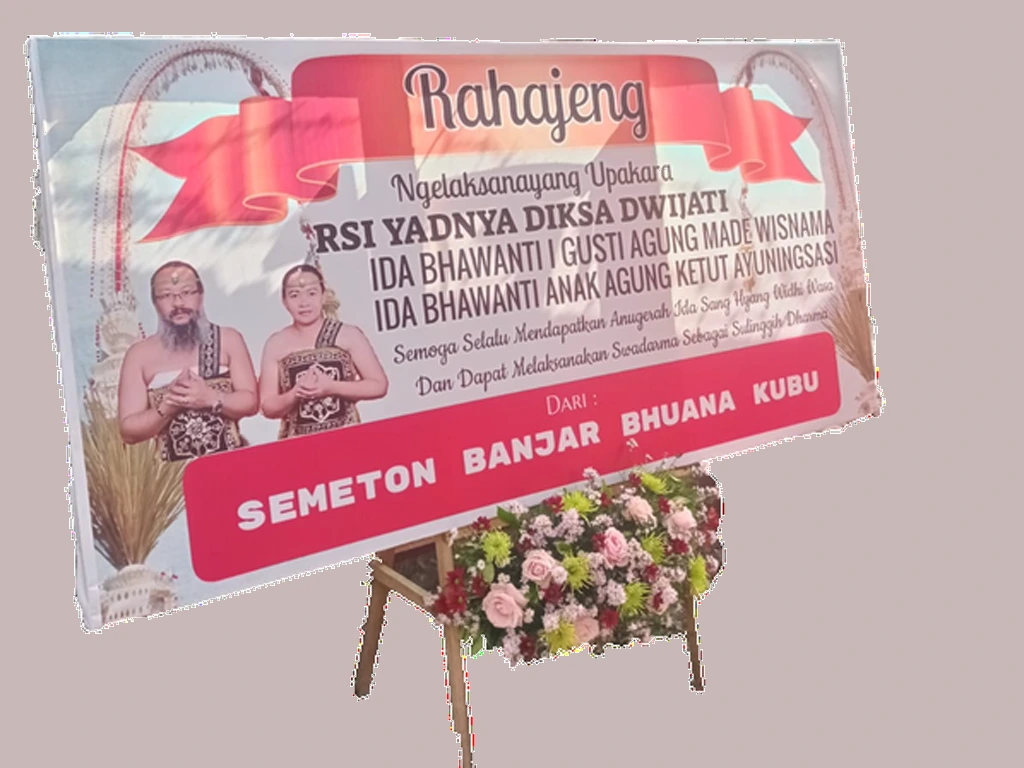 Rahajeng
Ngelaksanayang Upakara
RSI YADNYA DIKSA DWIJATI
IDA BHAWANTI I GUSTI AGUNG MADE WISNAMA
IDA BHAWANTI ANAK AGUNG KETUT AYUNINGSASI
Semoga Selalu Mendapatkan Anugerah Ida Sang Hyang Widhi Wasa
Dan Dapat Melaksanakan Swadarma Sebagai Sulinggih Dharma
DARI :
SEMETON BANJAR BHUANA KUBU